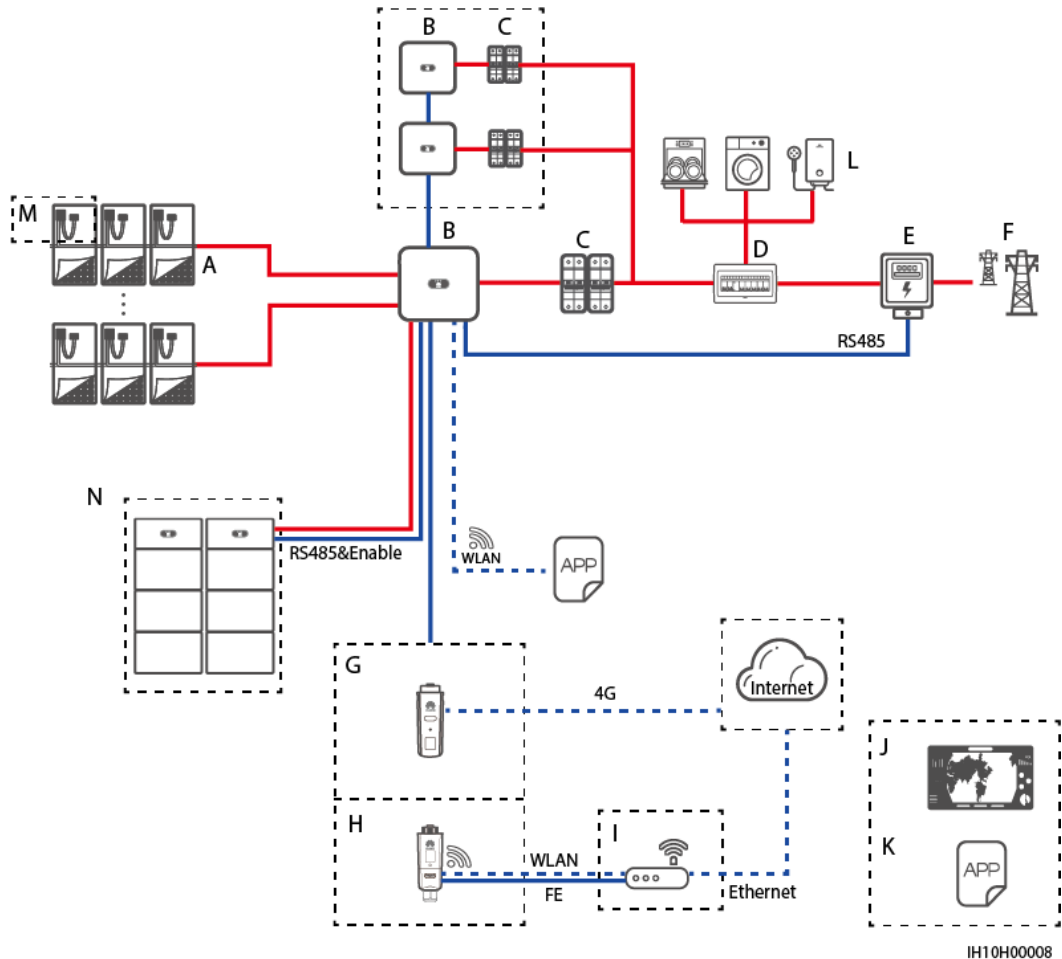 B
C
L
M
A
B
C
D
E
F
RS485
N
RS485&Enable
WLAN
APP
G
4G
Internet
J
H
I
WLAN
FE
Ethernet
K
APP
IH10H00008